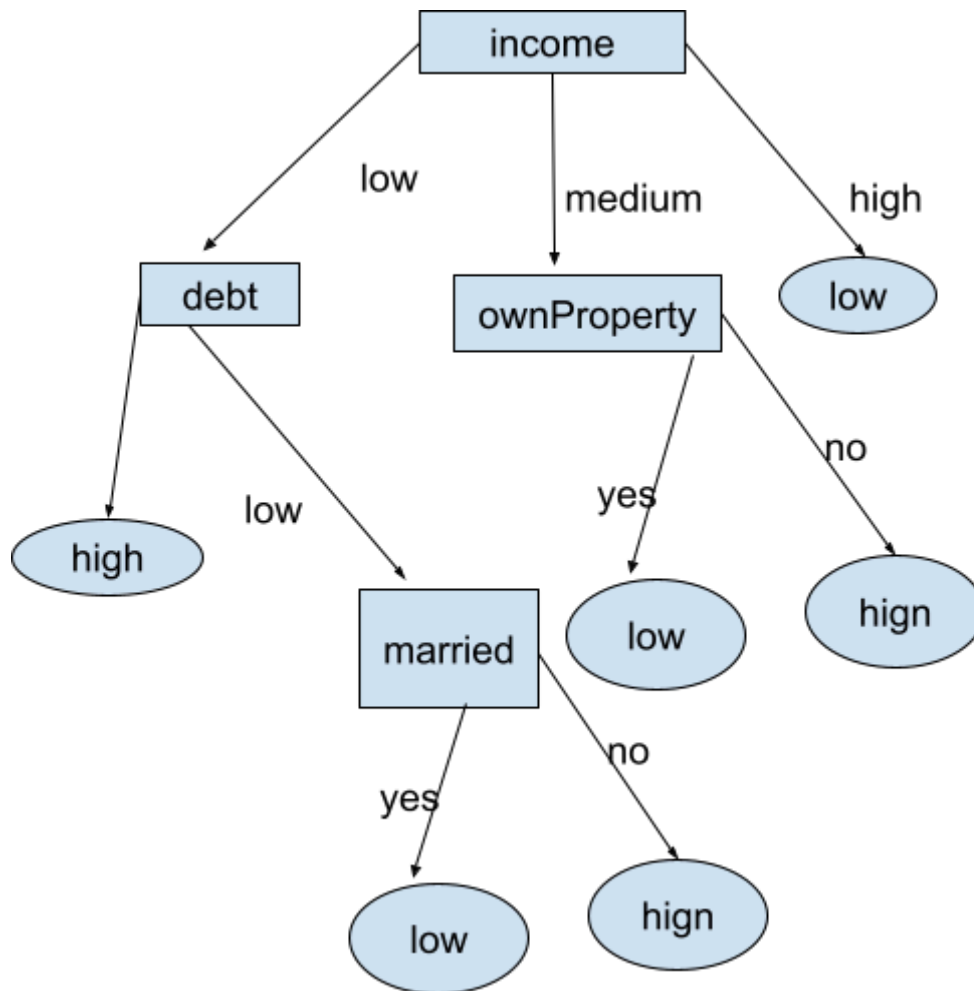 income
low
medium
high
debt
ownProperty
low
low
yes
no
high
married
low
hign
yes
no
low
hign